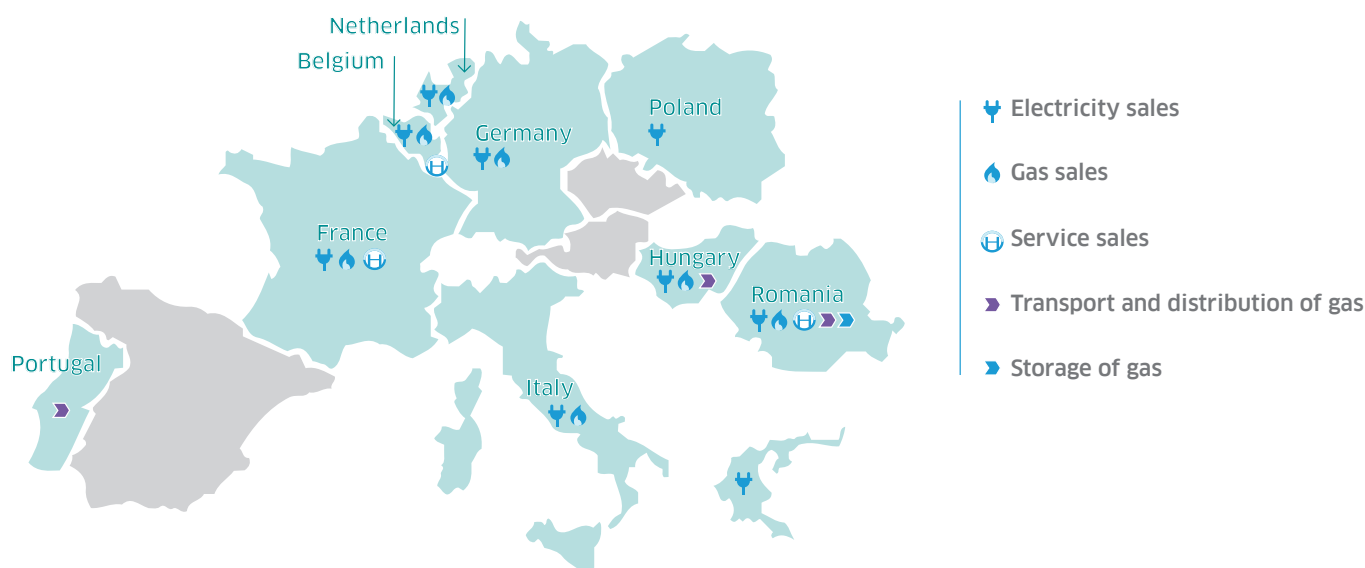 Netherlands
Belgium
Poland
Germany
France
Hungary
Romania
Portugal
Italy
Electricity sales
Gas sales
Service sales
Transport and distribution of gas
Storage of gas